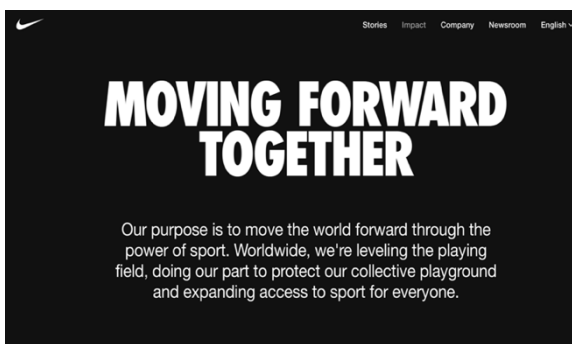 Stories Impact Company Newsroom English
MOVING FORWARD
TOGETHER
Our purpose is to move the world forward through the
power of sport. Worldwide, we're leveling the playing
field, doing our part to protect our collective playground
and expanding access to sport for everyone.